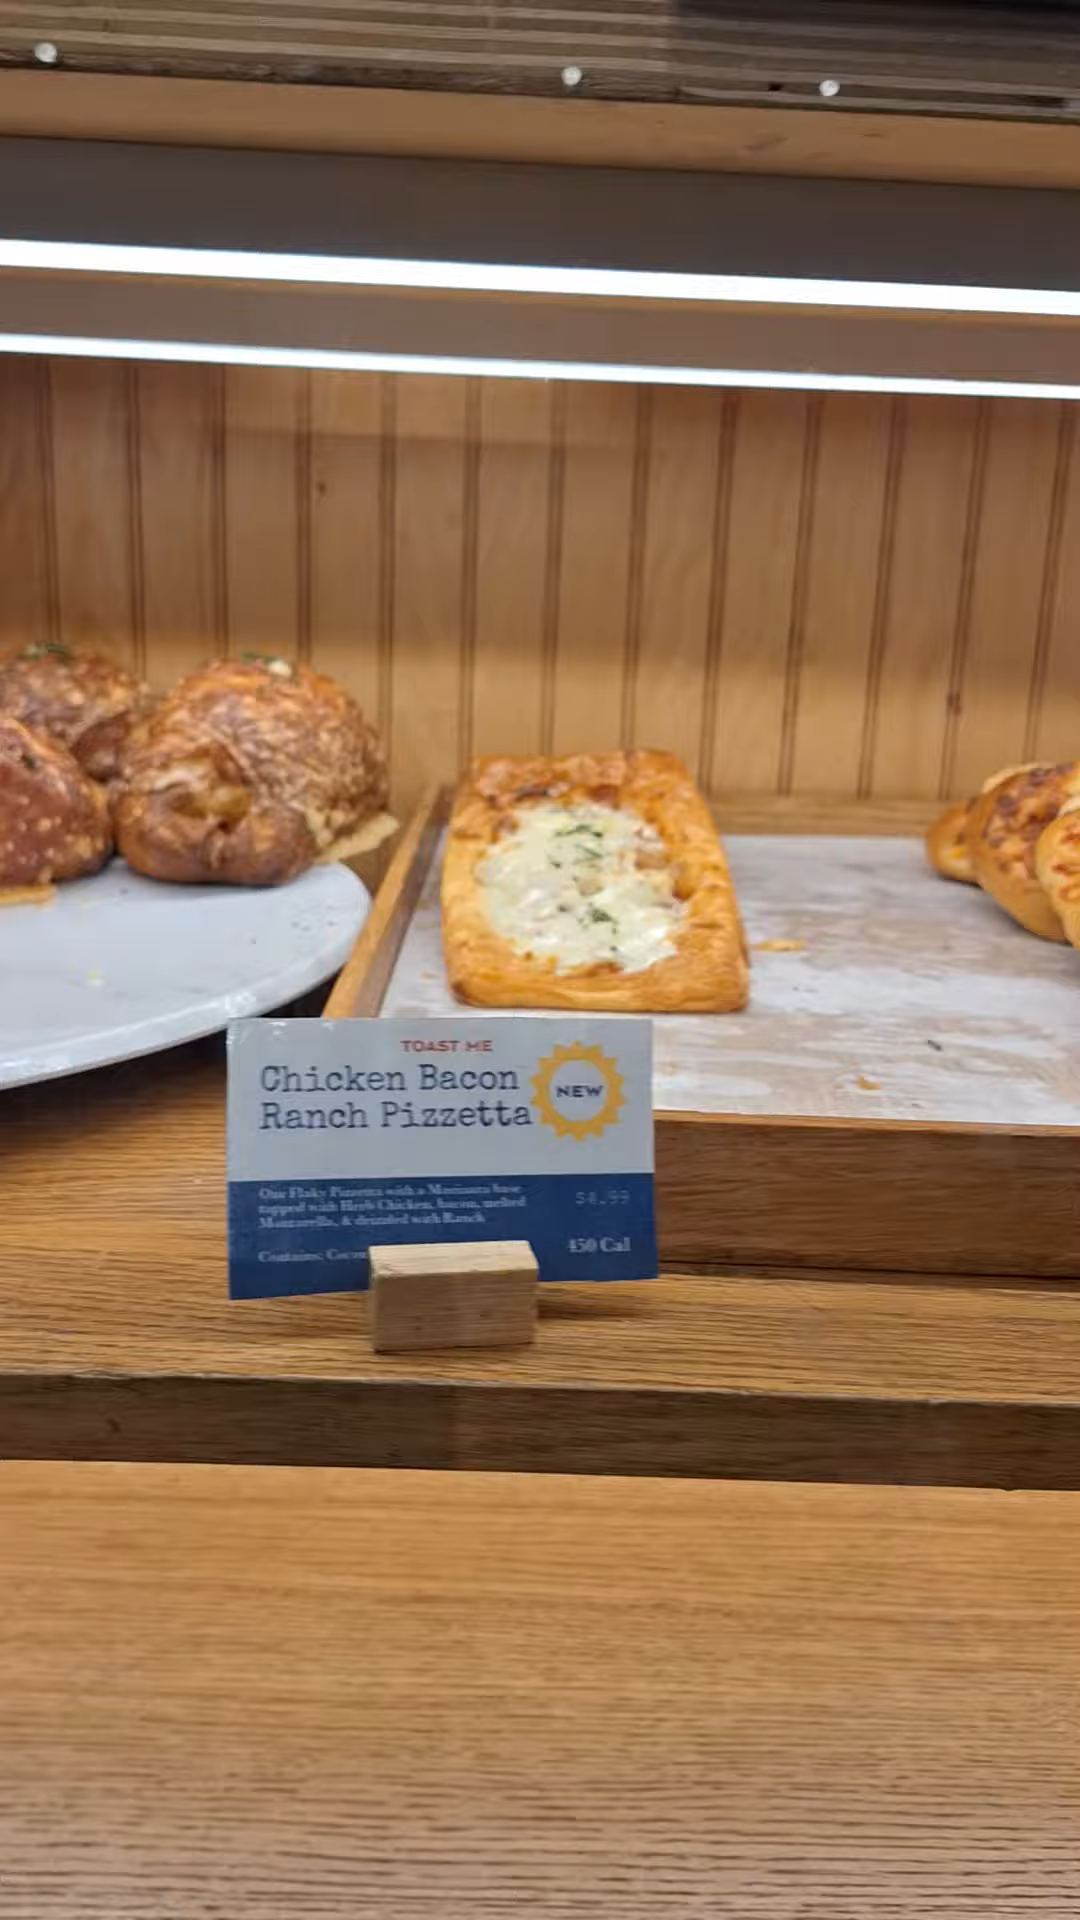 TOAST ME
Chicken Bacon
Ranch Pizzetta
NEW
Our Flaky Pizzetta with a Marinara base
topped with Herb Chicken, bacon, melted
Mozzarella, & drizzled with Ranch
$4.99
450 Cal
Contains: